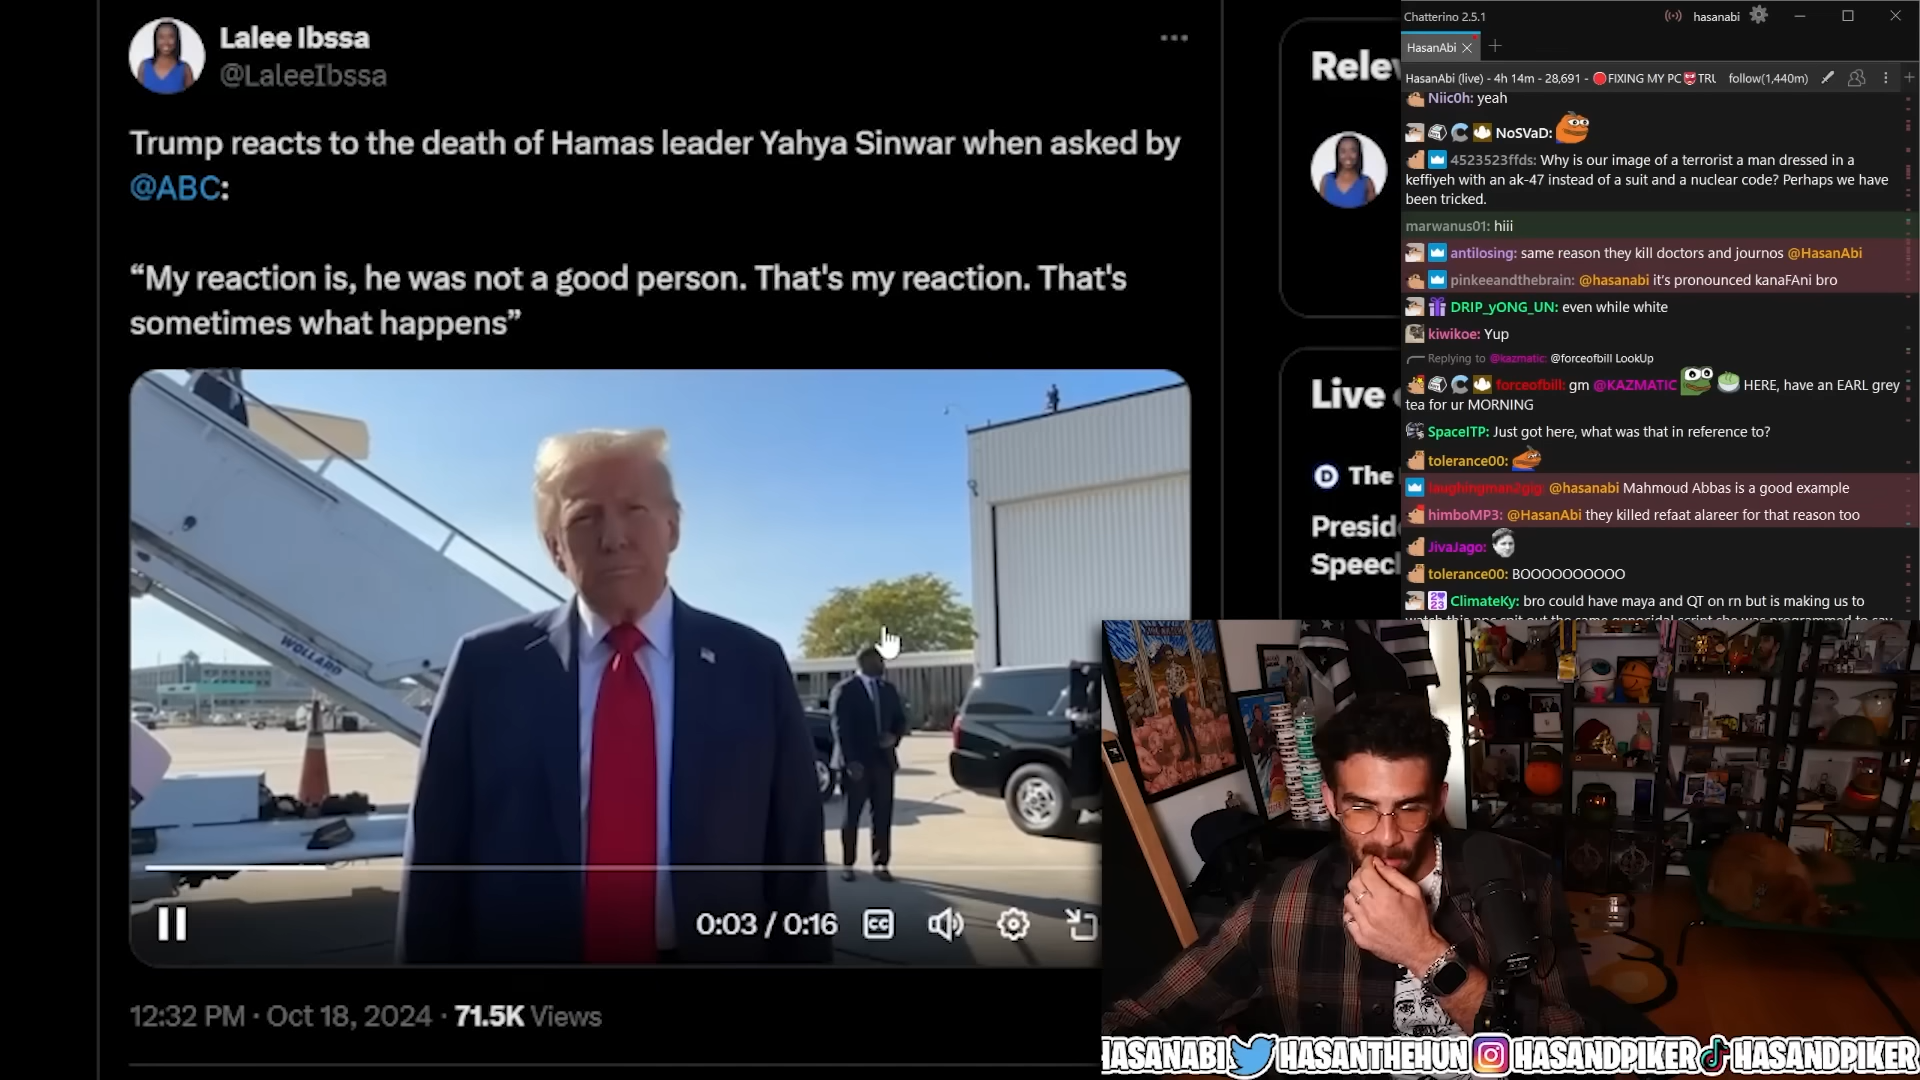 Lalee Ibssa
@LaleeIbssa
Trump reacts to the death of Hamas leader Yahya Sinwar when asked by
@ABC:
“My reaction is, he was not a good person. That's my reaction. That's
sometimes what happens”
WOLLARD
0:03 / 0:16
CC
12:32 PM · Oct 18, 2024 · 71.5K Views
Rele
Live
The
Presid
Speec
Chatterino 2.5.1
hasanabi
HasanAbi
HasanAbi (live) - 4h 14m - 28,691 - 🔴FIXING MY PC TRU
follow(1,440m)
Niic0h: yeah
NoSVaD:
4523523ffds: Why is our image of a terrorist a man dressed in a
keffiyeh with an ak-47 instead of a suit and a nuclear code? Perhaps we have
been tricked.
marwanus01: hiii
antilosing: same reason they kill doctors and journos @HasanAbi
pinkeeandthebrain: @hasanabi it's pronounced kanaFAni bro
DRIP_yONG_UN: even while white
kiwikoe: Yup
Replying to @kazmatic: @forceofbill LookUp
forceofbill: gm @KAZMATIC HERE, have an EARL grey
tea for ur MORNING
SpaceITP: Just got here, what was that in reference to?
tolerance00:
laughingman2gig: @hasanabi Mahmoud Abbas is a good example
himboMP3: @HasanAbi they killed refaat alareer for that reason too
JivaJago:
tolerance00: BOOOOOOOOOO
ClimateKy: bro could have maya and QT on rn but is making us to
HASANABI HASANTHEHUN HASANDPIKER HASANDPIKER